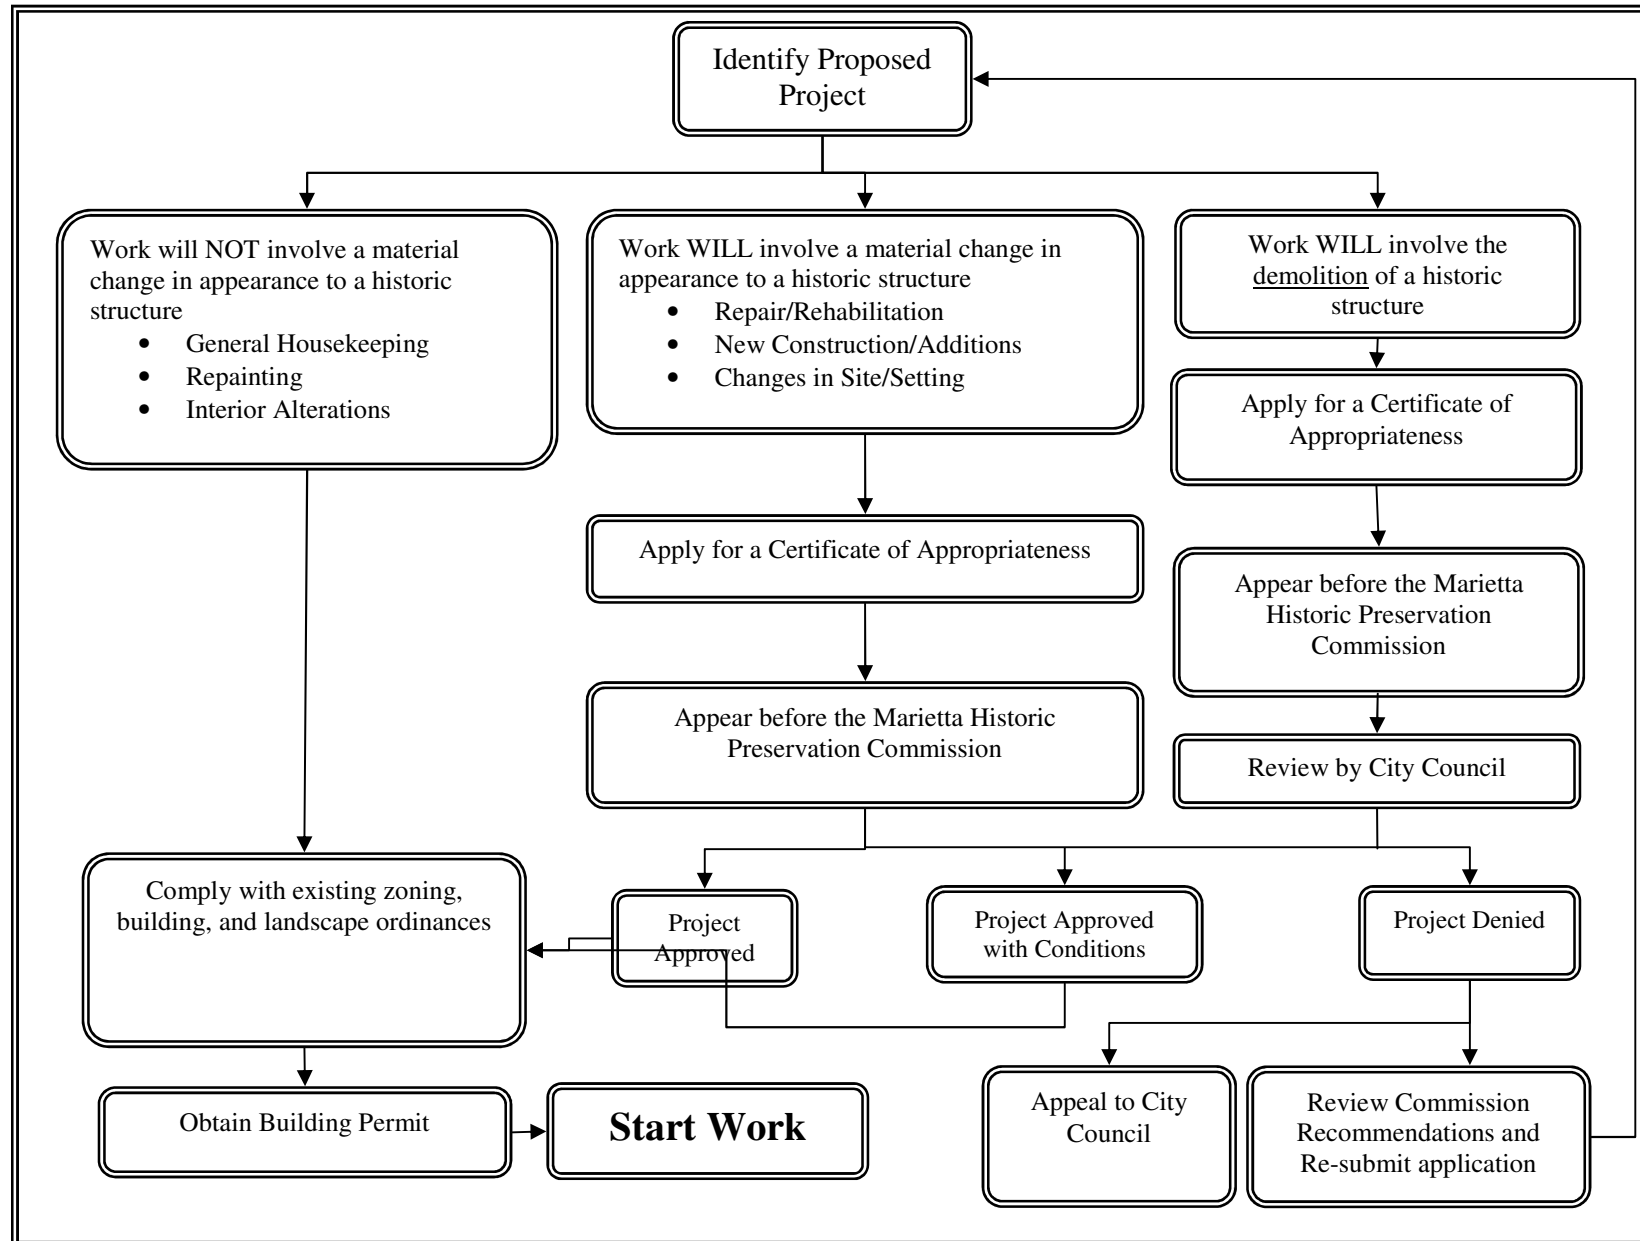 Identify Proposed
Project
Work will NOT involve a material
change in appearance to a historic
structure
• General Housekeeping
• Repainting
• Interior Alterations
Work WILL involve a material change in
appearance to a historic structure
• Repair/Rehabilitation
• New Construction/Additions
• Changes in Site/Setting
Work WILL involve the
demolition of a historic
structure
Apply for a Certificate of
Appropriateness
Apply for a Certificate of Appropriateness
Appear before the Marietta
Historic Preservation
Commission
Appear before the Marietta Historic
Preservation Commission
Review by City Council
Comply with existing zoning,
building, and landscape ordinances
Project
Approved
Project Approved
with Conditions
Project Denied
Obtain Building Permit
Start Work
Appeal to City
Council
Review Commission
Recommendations and
Re-submit application